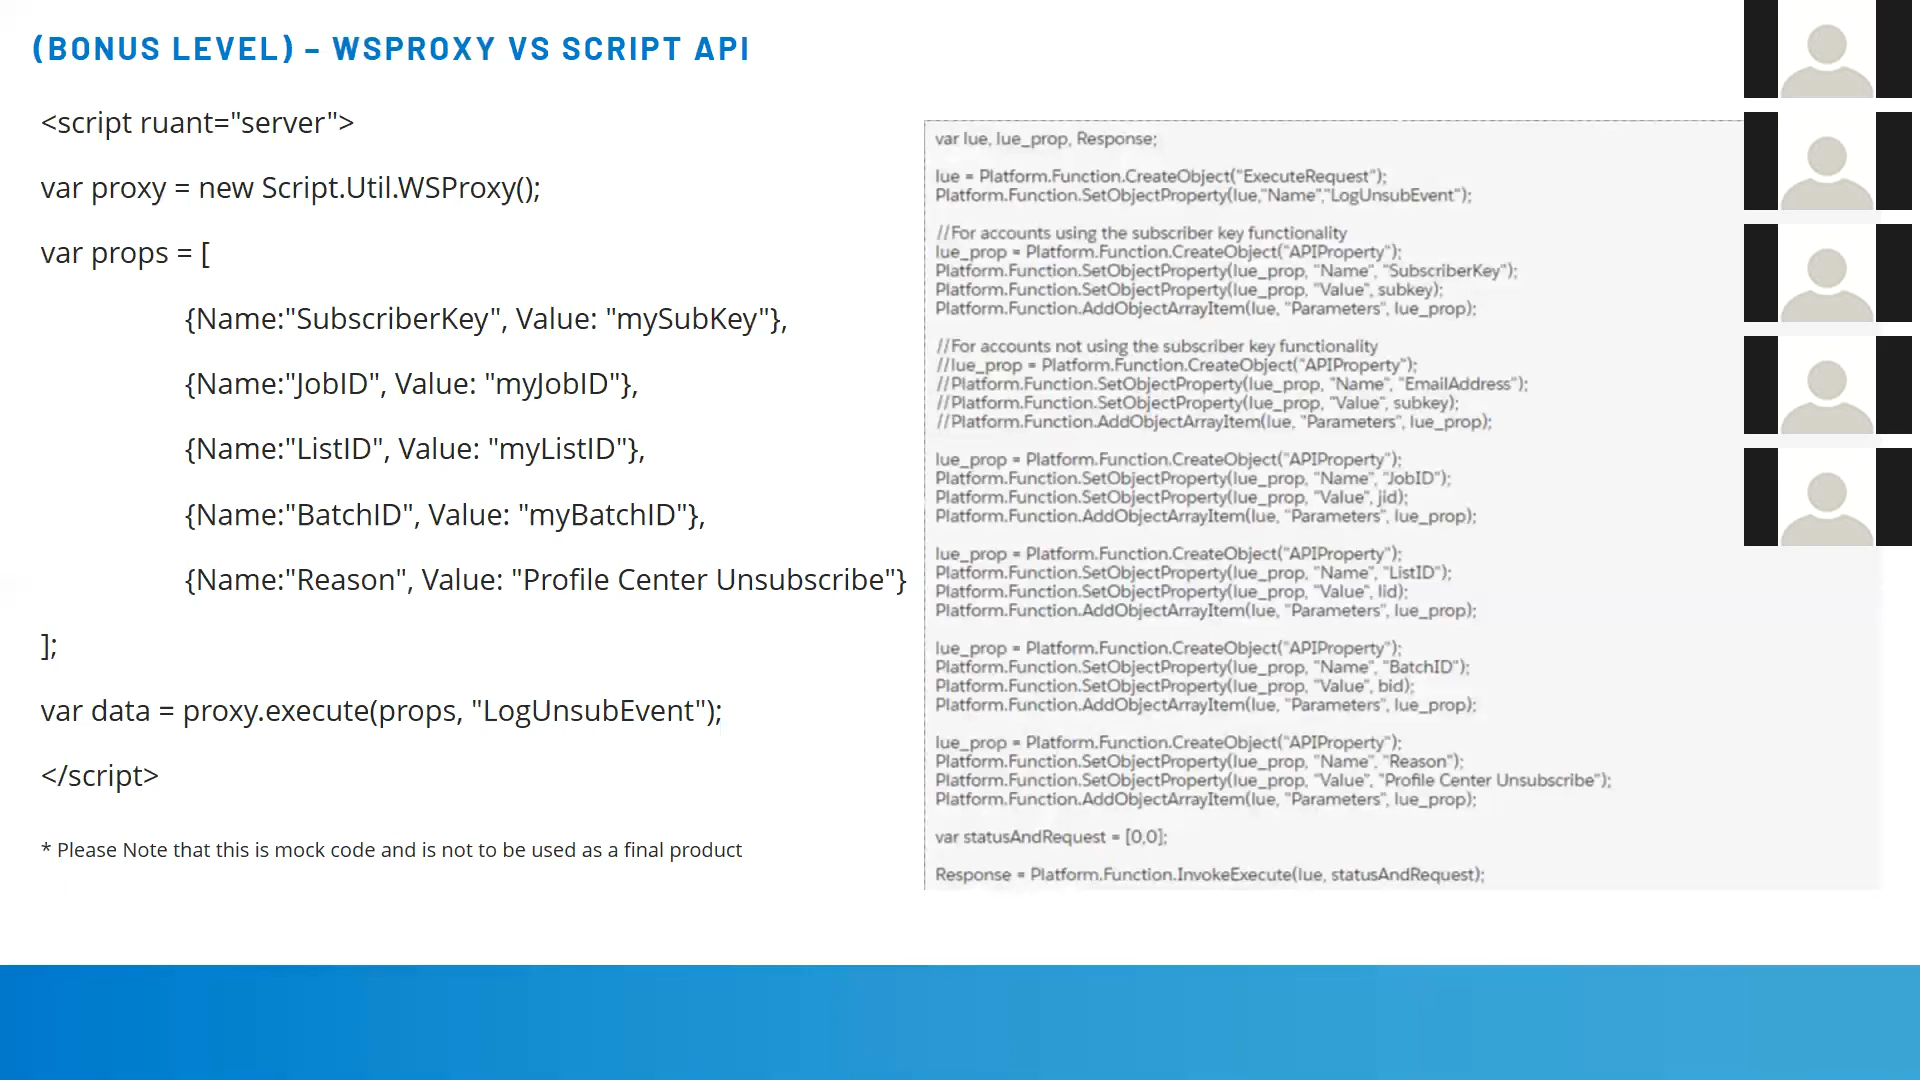 (BONUS LEVEL) – WSPROXY VS SCRIPT API
<script ruant="server">
var proxy = new Script.Util.WSProxy();
var props = [
{Name:"SubscriberKey", Value: "mySubKey"},
{Name:"JobID", Value: "myJobID"},
{Name:"ListID", Value: "myListID"},
{Name:"BatchID", Value: "myBatchID"},
{Name:"Reason", Value: "Profile Center Unsubscribe"}
];
var data = proxy.execute(props, "LogUnsubEvent");
</script>
* Please Note that this is mock code and is not to be used as a final product
var lue, lue_prop, Response;
lue = Platform.Function.CreateObject("ExecuteRequest");
Platform.Function.SetObjectProperty(lue,"Name","LogUnsubEvent");
//For accounts using the subscriber key functionality
lue_prop = Platform.Function.CreateObject("APIProperty");
Platform.Function.SetObjectProperty(lue_prop, "Name", "SubscriberKey");
Platform.Function.SetObjectProperty(lue_prop, "Value", subkey);
Platform.Function.AddObjectArrayItem(lue, "Parameters", lue_prop);
//For accounts not using the subscriber key functionality
//lue_prop = Platform.Function.CreateObject("APIProperty");
//Platform.Function.SetObjectProperty(lue_prop, "Name", "EmailAddress");
//Platform.Function.SetObjectProperty(lue_prop, "Value", subkey);
//Platform.Function.AddObjectArrayItem(lue, "Parameters", lue_prop);
lue_prop = Platform.Function.CreateObject("APIProperty");
Platform.Function.SetObjectProperty(lue_prop, "Name", "JobID");
Platform.Function.SetObjectProperty(lue_prop, "Value", jid);
Platform.Function.AddObjectArrayItem(lue, "Parameters", lue_prop);
lue_prop = Platform.Function.CreateObject("APIProperty");
Platform.Function.SetObjectProperty(lue_prop, "Name", "ListID");
Platform.Function.SetObjectProperty(lue_prop, "Value", lid);
Platform.Function.AddObjectArrayItem(lue, "Parameters", lue_prop);
lue_prop = Platform.Function.CreateObject("APIProperty");
Platform.Function.SetObjectProperty(lue_prop, "Name", "BatchID");
Platform.Function.SetObjectProperty(lue_prop, "Value", bid);
Platform.Function.AddObjectArrayItem(lue, "Parameters", lue_prop);
lue_prop = Platform.Function.CreateObject("APIProperty");
Platform.Function.SetObjectProperty(lue_prop, "Name", "Reason");
Platform.Function.SetObjectProperty(lue_prop, "Value", "Profile Center Unsubscribe");
Platform.Function.AddObjectArrayItem(lue, "Parameters", lue_prop);
var statusAndRequest = [0,0];
Response = Platform.Function.InvokeExecute(lue, statusAndRequest);